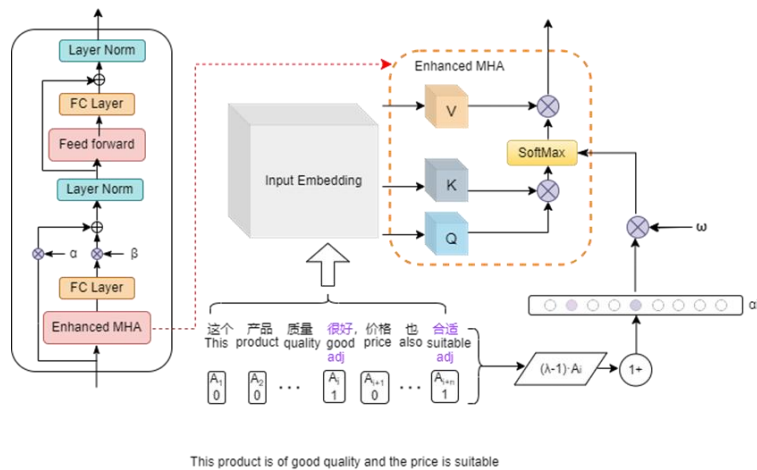 Layer Norm
FC Layer
Feed forward
Layer Norm
α
β
FC Layer
Enhanced MHA
Enhanced MHA
Input Embedding
V
K
Q
SoftMax
ω
α
这个 产品 质量 很好, 价格 也 合适
This product quality good price also suitable
adj adj
A1 A2 ... Ai Ai+1 ... Ai+n
0 0 1 0 1
(λ-1)·Ai
1+
This product is of good quality and the price is suitable